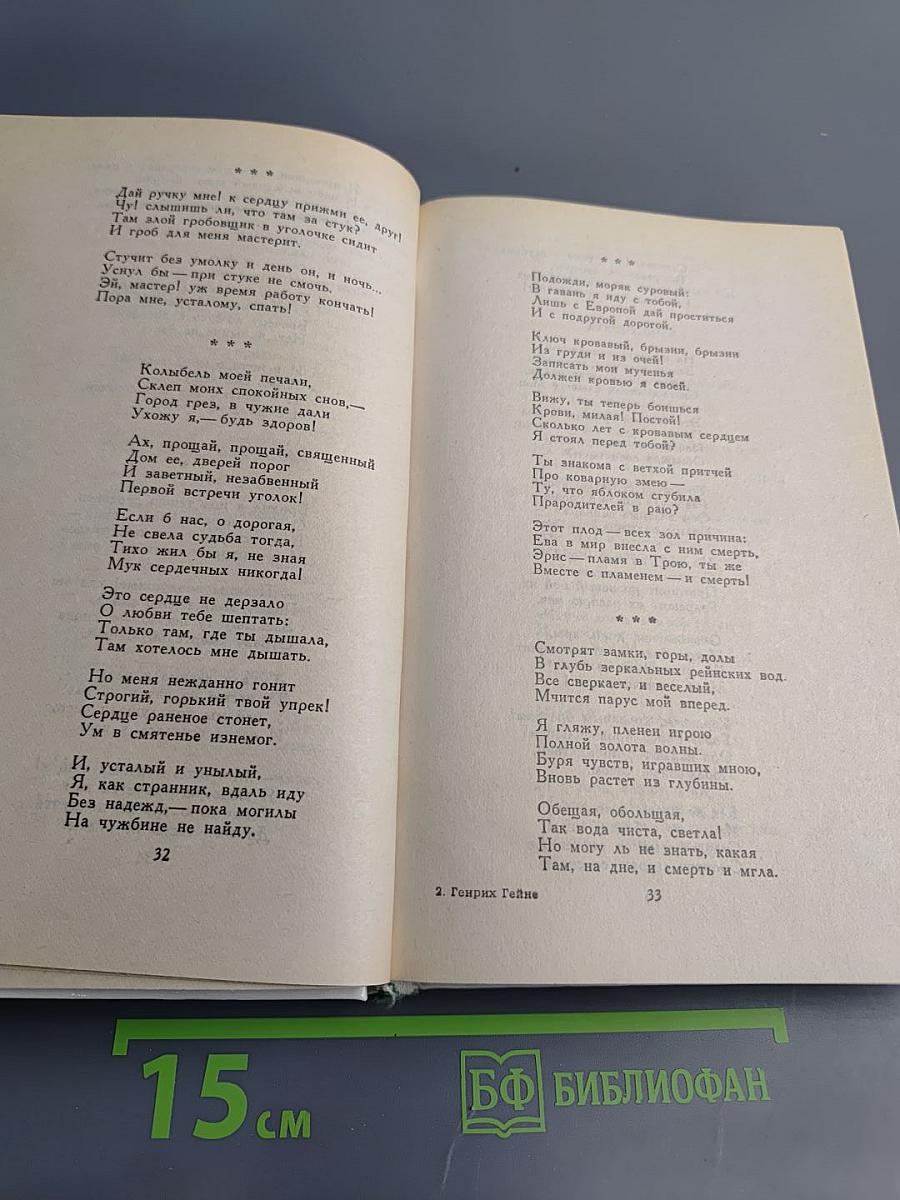 * * *
Дай ручку мне! к сердцу прижми ее, друг!
Чу! слышишь ли, что там за стук?
Там злой гробовщик в уголочке сидит
И гроб для меня мастерит.
Стучит без умолку и день он, и ночь...
Уснул бы — при стуке не смочь.
Эй, мастер! уж время работу кончать!
Пора мне, усталому, спать!
* * *
Колыбель моей печали,
Склеп моих спокойных снов,—
Город грез, в чужие дали
Ухожу я,— будь здоров!
Ах, прощай, прощай, священный
Дом ее, дверей порог
И заветный, незабвенный
Первой встречи уголок!
Если б нас, о дорогая,
Не свела судьба тогда,
Тихо жил бы я, не зная
Мук сердечных никогда!
Это сердце не дерзало
О любви тебе шептать:
Только там, где ты дышала,
Там хотелось мне дышать.
Но меня нежданно гонит
Строгий, горький твой упрек!
Сердце раненое стонет,
Ум в смятенье изнемог.
И, усталый и унылый,
Я, как странник, вдаль иду
Без надежд,— пока могилы
На чужбине не найду.
32
* * *
Подожди, моряк суровый:
В гавань я иду с тобой,
Лишь с Европой дай проститься
И с подругой дорогой.
Ключ кровавый, брызни, брызни
Из груди и из очей!
Записать мои мученья
Должен кровью я своей.
Вижу, ты теперь боишься
Крови, милая! Постой!
Сколько лет с кровавым сердцем
Я стоял перед тобой?
Ты знакома с ветхой притчей
Про коварную змею —
Ту, что яблоком сгубила
Прародителей в раю?
Этот плод — всех зол причина:
Ева в мир внесла с ним смерть,
Эрис — пламя в Трою, ты же
Вместе с пламенем — и смерть!
* * *
Смотрят замки, горы, долы
В глубь зеркальных рейнских вод.
Все сверкает, и веселый,
Мчится парус мой вперед.
Я гляжу, пленен игрою
Полной золота волны.
Буря чувств, игравших мною,
Вновь растет из глубины.
Обещая, обольщая,
Так вода чиста, светла!
Но могу ль не знать, какая
Там, на дне, и смерть и мгла.
2. Генрих Гейне
33
15 см
БФ БИБЛИОФАН